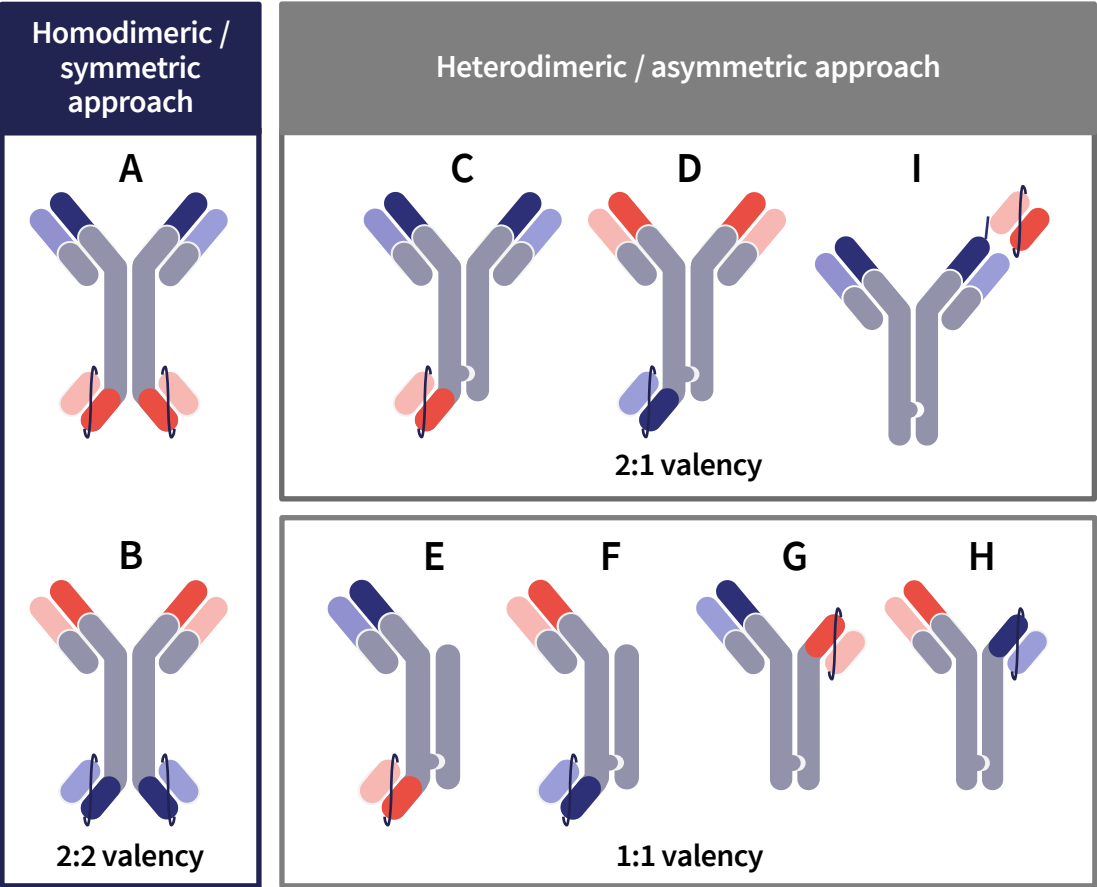 Homodimeric /
symmetric
approach
A
B
2:2 valency
Heterodimeric / asymmetric approach
C
D
I
2:1 valency
E
F
G
H
1:1 valency